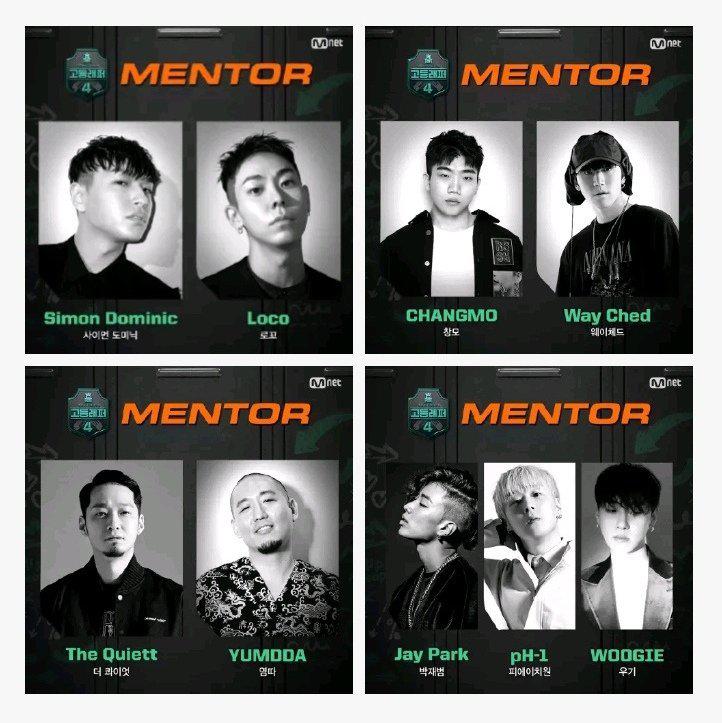 Mnet
고등래퍼
4
MENTOR
Simon Dominic
사이먼 도미닉
Loco
로꼬
Mnet
고등래퍼
4
MENTOR
CHANGMO
창모
Way Ched
웨이체드
NIRVANA
Mnet
고등래퍼
4
MENTOR
The Quiett
더 콰이엇
YUMDDA
염따
Mnet
고등래퍼
4
MENTOR
Jay Park
박재범
pH-1
피에이치원
WOOGIE
우기